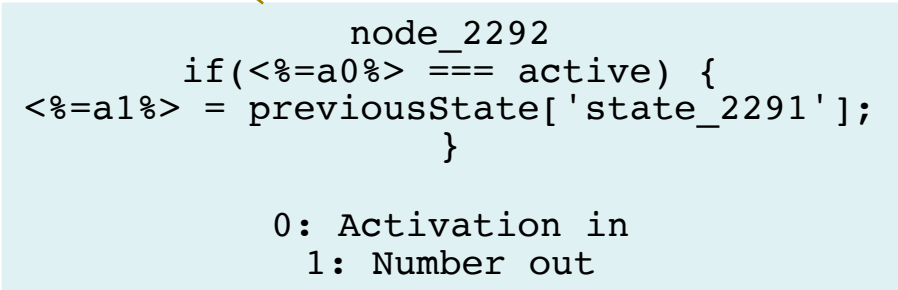 node_2292
if(<%=a0%> === active) {
<%=a1%> = previousState['state_2291'];
}
0: Activation in
1: Number out